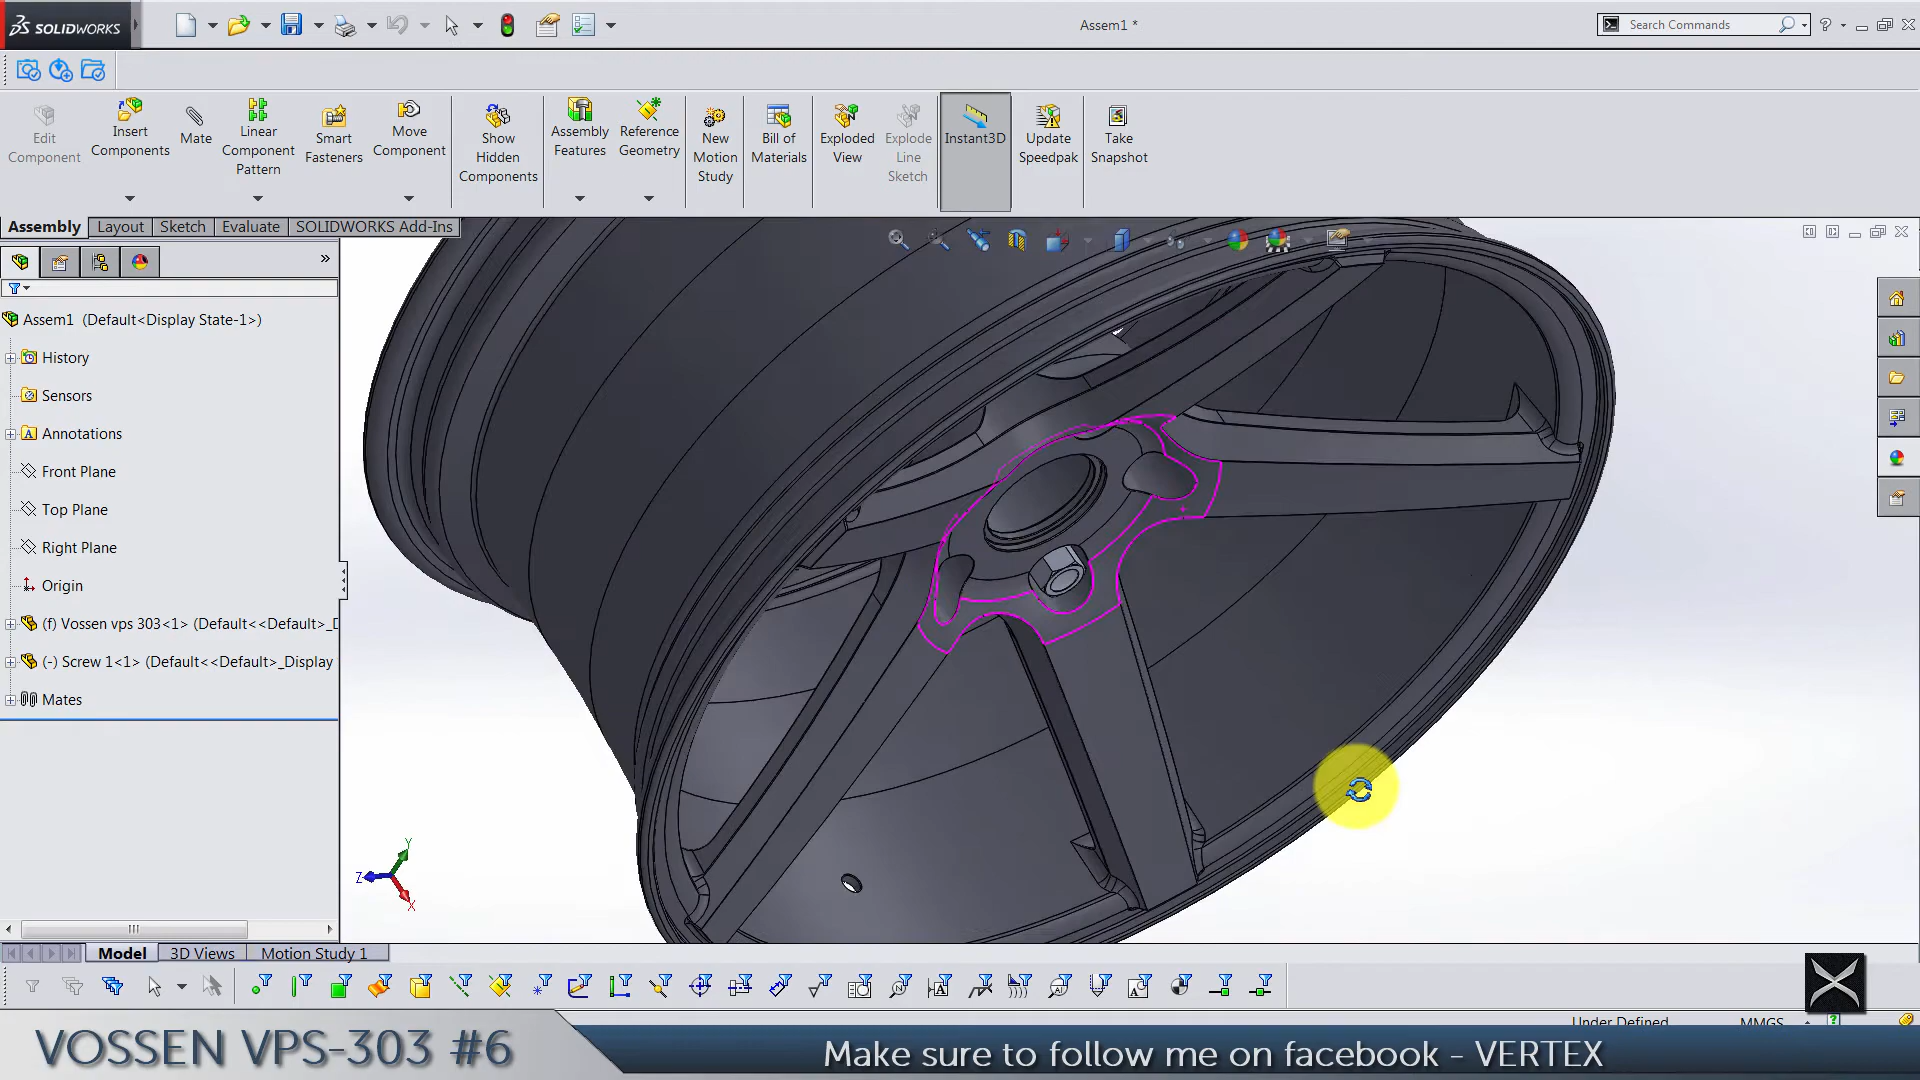 SOLIDWORKS
Assem1 *
Search Commands
?
Edit Component
Insert Components
Mate
Linear Component Pattern
Smart Fasteners
Move Component
Show Hidden Components
Assembly Features
Reference Geometry
New Motion Study
Bill of Materials
Exploded View
Explode Line Sketch
Instant3D
Update Speedpak
Take Snapshot
Assembly
Layout
Sketch
Evaluate
SOLIDWORKS Add-Ins
Assem1 (Default<Display State-1>)
History
Sensors
Annotations
Front Plane
Top Plane
Right Plane
Origin
(f) Vossen vps 303<1> (Default<<Default>_D
(-) Screw 1<1> (Default<<Default>_Display
Mates
Y
Z
X
Model
3D Views
Motion Study 1
Under Defined
MMGS
VOSSEN VPS-303 #6
Make sure to follow me on facebook - VERTEX